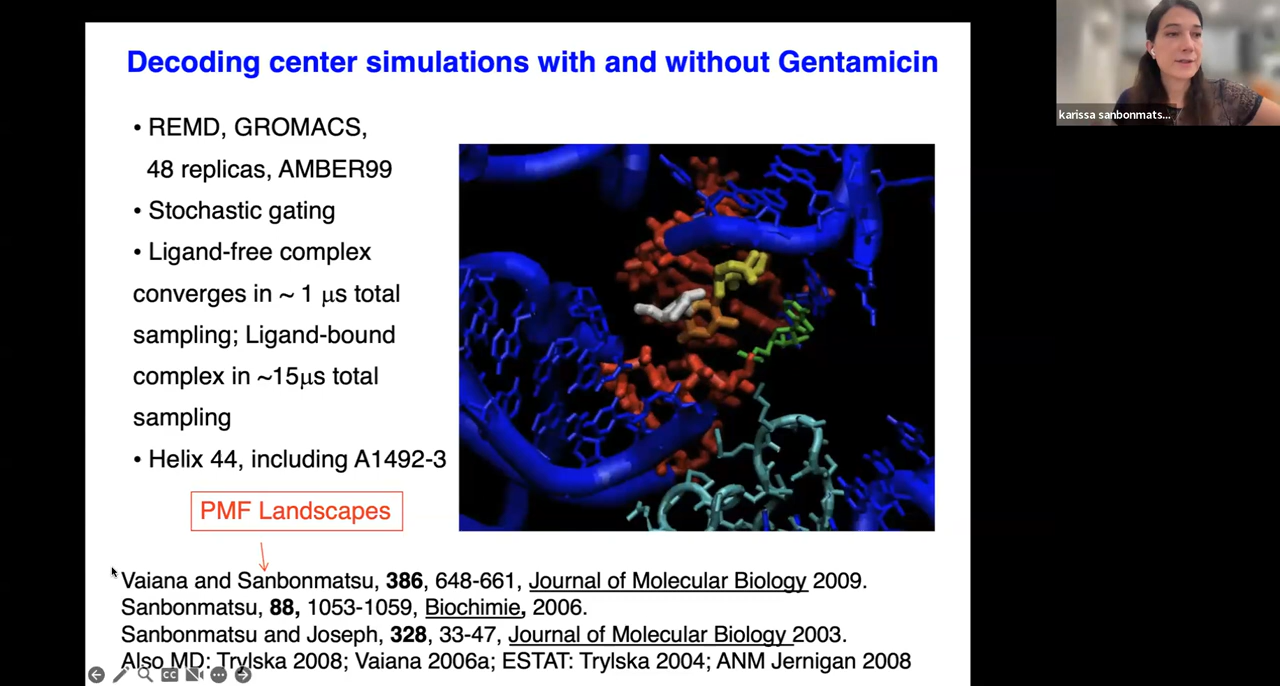 Decoding center simulations with and without Gentamicin
• REMD, GROMACS,
48 replicas, AMBER99
• Stochastic gating
• Ligand-free complex
converges in ~ 1 μs total
sampling; Ligand-bound
complex in ~15μs total
sampling
• Helix 44, including A1492-3
PMF Landscapes
Vaiana and Sanbonmatsu, 386, 648-661, Journal of Molecular Biology 2009.
Sanbonmatsu, 88, 1053-1059, Biochimie, 2006.
Sanbonmatsu and Joseph, 328, 33-47, Journal of Molecular Biology 2003.
Also MD: Trylska 2008; Vaiana 2006a; ESTAT: Trylska 2004; ANM Jernigan 2008
CC
karissa sanbonmats...